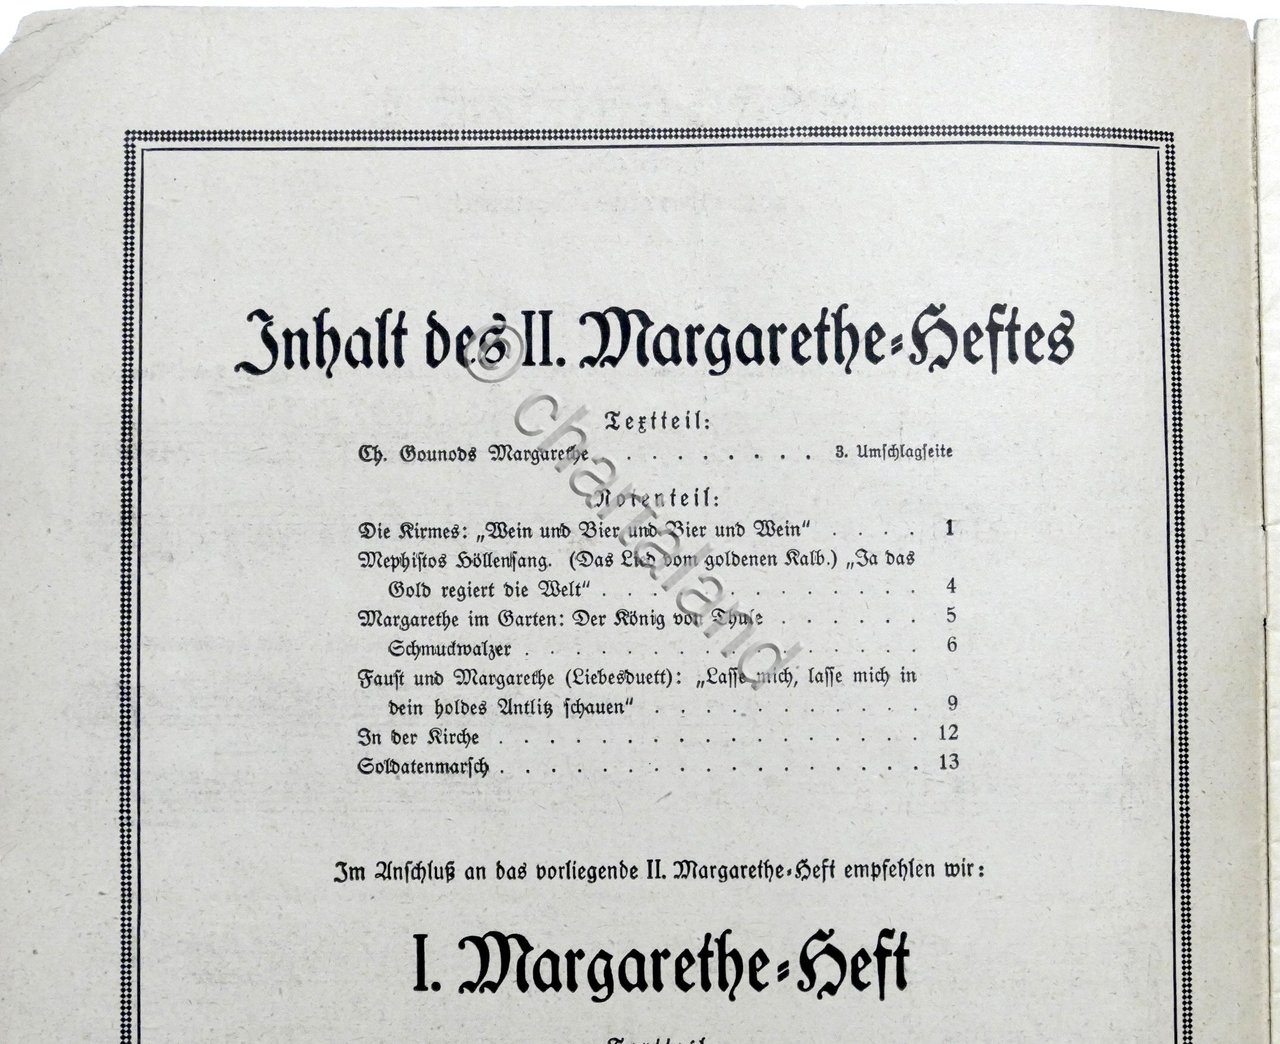 Inhalt des II. Margarethe-Heftes
Textteil:
Ch. Gounods Margarethe . . . . . . . . 3. Umschlagseite
Notenteil:
Die Kirmes: „Wein und Bier und Bier und Wein“ . . . . 1
Mephistos Höllensang. (Das Lied vom goldenen Kalb.) „Ja das
Gold regiert die Welt“ . . . . . . . . . . . . 4
Margarethe im Garten: Der König von Thule . . . . . . 5
Schmuckwalzer . . . . . . . . . . . . . . . 6
Faust und Margarethe (Liebesduett): „Lasse mich, lasse mich in
dein holdes Antlitz schauen“ . . . . . . . . . . . 9
In der Kirche . . . . . . . . . . . . . . . . 12
Soldatenmarsch . . . . . . . . . . . . . . . . 13
Im Anschluß an das vorliegende II. Margarethe-Heft empfehlen wir:
I. Margarethe-Heft
Textteil
© chartaland